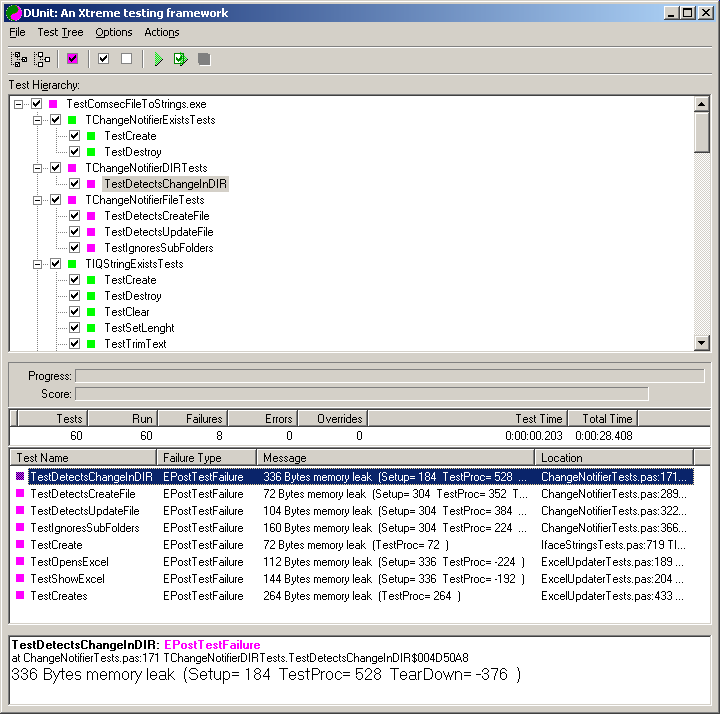 DUnit: An Xtreme testing framework
File Test Tree Options Actions
Test Hierarchy:
TestComsecFileToStrings.exe
TChangeNotifierExistsTests
TestCreate
TestDestroy
TChangeNotifierDIRTests
TestDetectsChangeInDIR
TChangeNotifierFileTests
TestDetectsCreateFile
TestDetectsUpdateFile
TestIgnoresSubFolders
TIQStringExistsTests
TestCreate
TestDestroy
TestClear
TestSetLenght
TestTrimText
Progress:
Score:
Tests Run Failures Errors Overrides Test Time Total Time
60 60 8 0 0 0:00:00.203 0:00:28.408
Test Name Failure Type Message Location
TestDetectsChangeInDIR EPostTestFailure 336 Bytes memory leak (Setup= 184 TestProc= 528 ... ChangeNotifierTests.pas:171...
TestDetectsCreateFile EPostTestFailure 72 Bytes memory leak (Setup= 304 TestProc= 352 T... ChangeNotifierTests.pas:289...
TestDetectsUpdateFile EPostTestFailure 104 Bytes memory leak (Setup= 304 TestProc= 384 ... ChangeNotifierTests.pas:322...
TestIgnoresSubFolders EPostTestFailure 160 Bytes memory leak (Setup= 304 TestProc= 224 ... ChangeNotifierTests.pas:366...
TestCreate EPostTestFailure 72 Bytes memory leak (TestProc= 72 ) IfaceStringsTests.pas:719 TI...
TestOpensExcel EPostTestFailure 112 Bytes memory leak (Setup= 336 TestProc= -224 ) ExcelUpdaterTests.pas:189 ...
TestShowExcel EPostTestFailure 144 Bytes memory leak (Setup= 336 TestProc= -192 ) ExcelUpdaterTests.pas:204 ...
TestCreates EPostTestFailure 264 Bytes memory leak (TestProc= 264 ) ExcelUpdaterTests.pas:433 ...
TestDetectsChangeInDIR: EPostTestFailure
at ChangeNotifierTests.pas:171 TChangeNotifierDIRTests.TestDetectsChangeInDIR$004D50A8
336 Bytes memory leak (Setup= 184 TestProc= 528 TearDown= -376 )